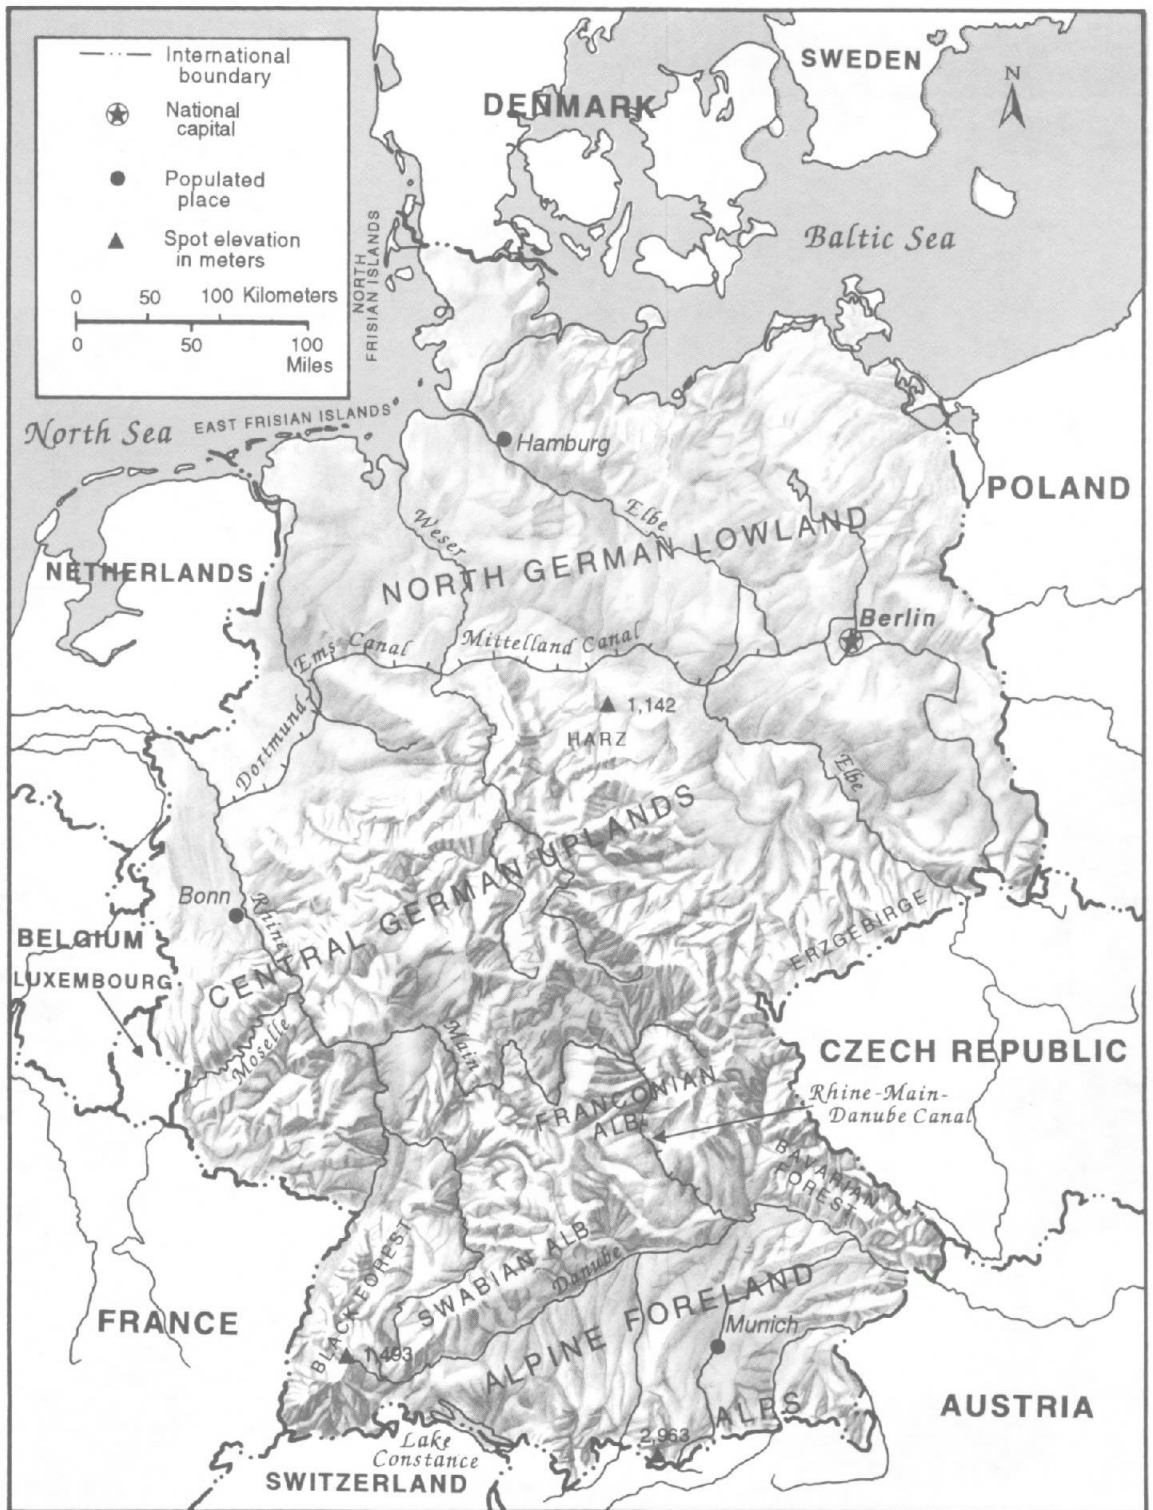 International
boundary
National
capital
Populated
place
Spot elevation
in meters
0 50 100 Kilometers
0 50 100
Miles
N
SWEDEN
DENMARK
Baltic Sea
NORTH
FRISIAN ISLANDS
North Sea
EAST FRISIAN ISLANDS
Hamburg
POLAND
Elbe
Weser
NORTH GERMAN LOWLAND
NETHERLANDS
Berlin
Ems Canal
Mittelland Canal
1,142
HARZ
Dortmund
Elbe
CENTRAL GERMAN UPLANDS
Bonn
Rhine
BELGIUM
LUXEMBOURG
ERZGEBIRGE
Moselle
Main
CZECH REPUBLIC
FRANCONIAN
ALB
Rhine-Main-
Danube Canal
BAVARIAN
FOREST
SWABIAN ALB
Danube
BLACK FOREST
FRANCE
ALPINE FORELAND
Munich
1,493
ALPS
AUSTRIA
2,963
Lake
Constance
SWITZERLAND